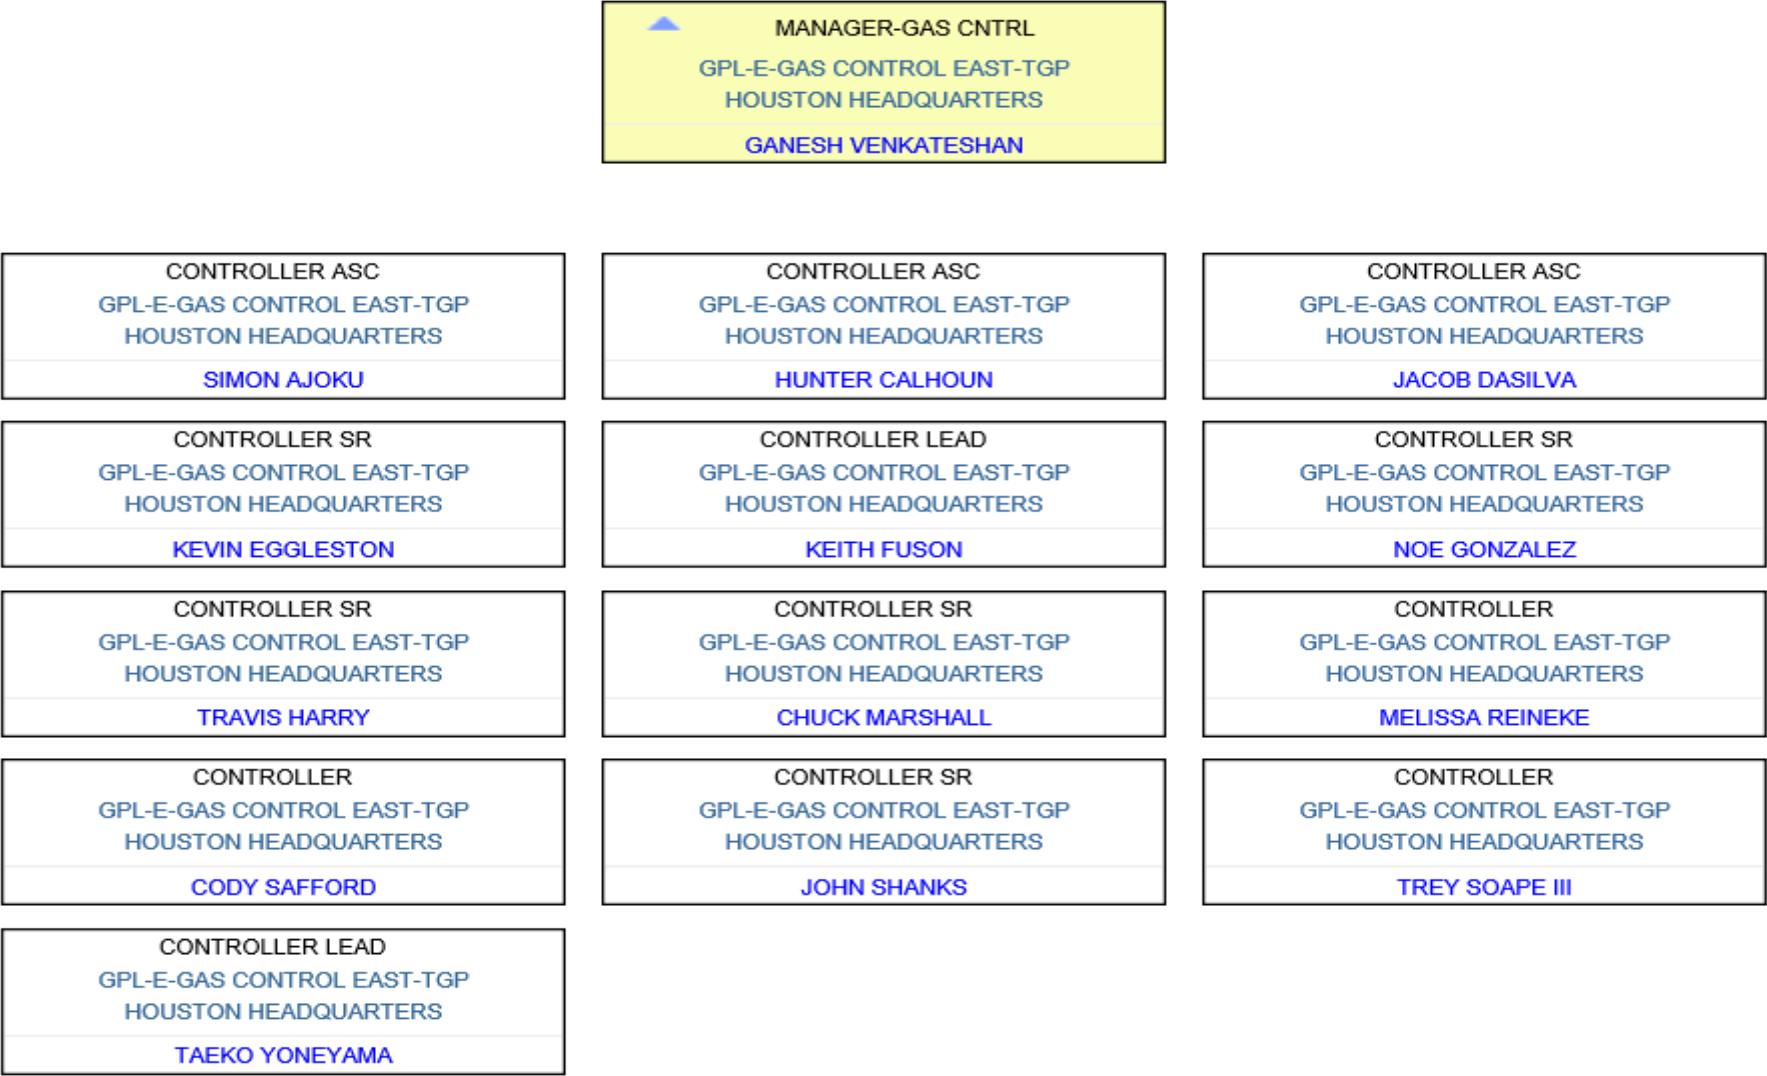 MANAGER-GAS CNTRL
GPL-E-GAS CONTROL EAST-TGP
HOUSTON HEADQUARTERS
GANESH VENKATESHAN
CONTROLLER ASC
GPL-E-GAS CONTROL EAST-TGP
HOUSTON HEADQUARTERS
SIMON AJOKU
CONTROLLER ASC
GPL-E-GAS CONTROL EAST-TGP
HOUSTON HEADQUARTERS
HUNTER CALHOUN
CONTROLLER ASC
GPL-E-GAS CONTROL EAST-TGP
HOUSTON HEADQUARTERS
JACOB DASILVA
CONTROLLER SR
GPL-E-GAS CONTROL EAST-TGP
HOUSTON HEADQUARTERS
KEVIN EGGLESTON
CONTROLLER LEAD
GPL-E-GAS CONTROL EAST-TGP
HOUSTON HEADQUARTERS
KEITH FUSON
CONTROLLER SR
GPL-E-GAS CONTROL EAST-TGP
HOUSTON HEADQUARTERS
NOE GONZALEZ
CONTROLLER SR
GPL-E-GAS CONTROL EAST-TGP
HOUSTON HEADQUARTERS
TRAVIS HARRY
CONTROLLER SR
GPL-E-GAS CONTROL EAST-TGP
HOUSTON HEADQUARTERS
CHUCK MARSHALL
CONTROLLER
GPL-E-GAS CONTROL EAST-TGP
HOUSTON HEADQUARTERS
MELISSA REINEKE
CONTROLLER
GPL-E-GAS CONTROL EAST-TGP
HOUSTON HEADQUARTERS
CODY SAFFORD
CONTROLLER SR
GPL-E-GAS CONTROL EAST-TGP
HOUSTON HEADQUARTERS
JOHN SHANKS
CONTROLLER
GPL-E-GAS CONTROL EAST-TGP
HOUSTON HEADQUARTERS
TREY SOAPE III
CONTROLLER LEAD
GPL-E-GAS CONTROL EAST-TGP
HOUSTON HEADQUARTERS
TAEKO YONEYAMA